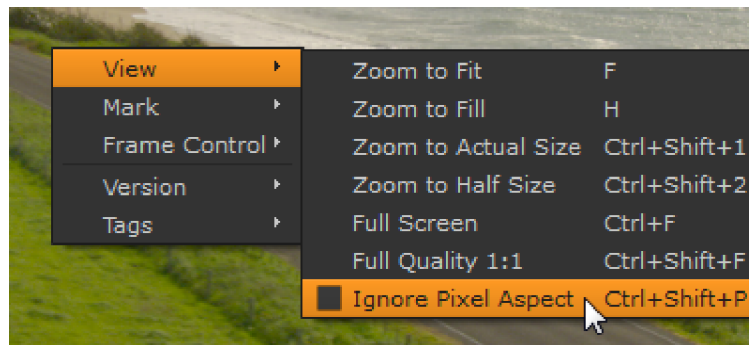 View
Mark
Frame Control
Version
Tags
Zoom to Fit F
Zoom to Fill H
Zoom to Actual Size Ctrl+Shift+1
Zoom to Half Size Ctrl+Shift+2
Full Screen Ctrl+F
Full Quality 1:1 Ctrl+Shift+F
Ignore Pixel Aspect Ctrl+Shift+P